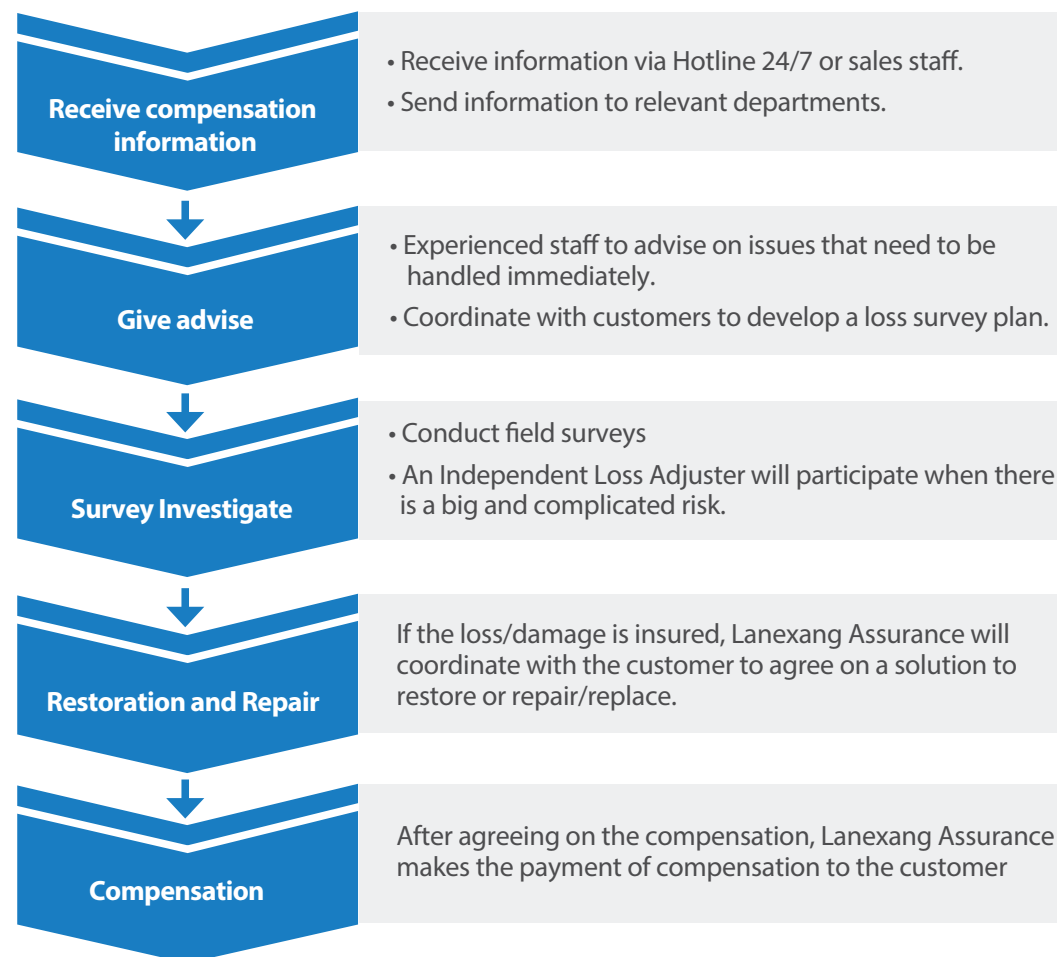 Receive compensation
information
• Receive information via Hotline 24/7 or sales staff.
• Send information to relevant departments.
Give advise
• Experienced staff to advise on issues that need to be
handled immediately.
• Coordinate with customers to develop a loss survey plan.
Survey Investigate
• Conduct field surveys
• An Independent Loss Adjuster will participate when there
is a big and complicated risk.
Restoration and Repair
If the loss/damage is insured, Lanexang Assurance will
coordinate with the customer to agree on a solution to
restore or repair/replace.
Compensation
After agreeing on the compensation, Lanexang Assurance
makes the payment of compensation to the customer